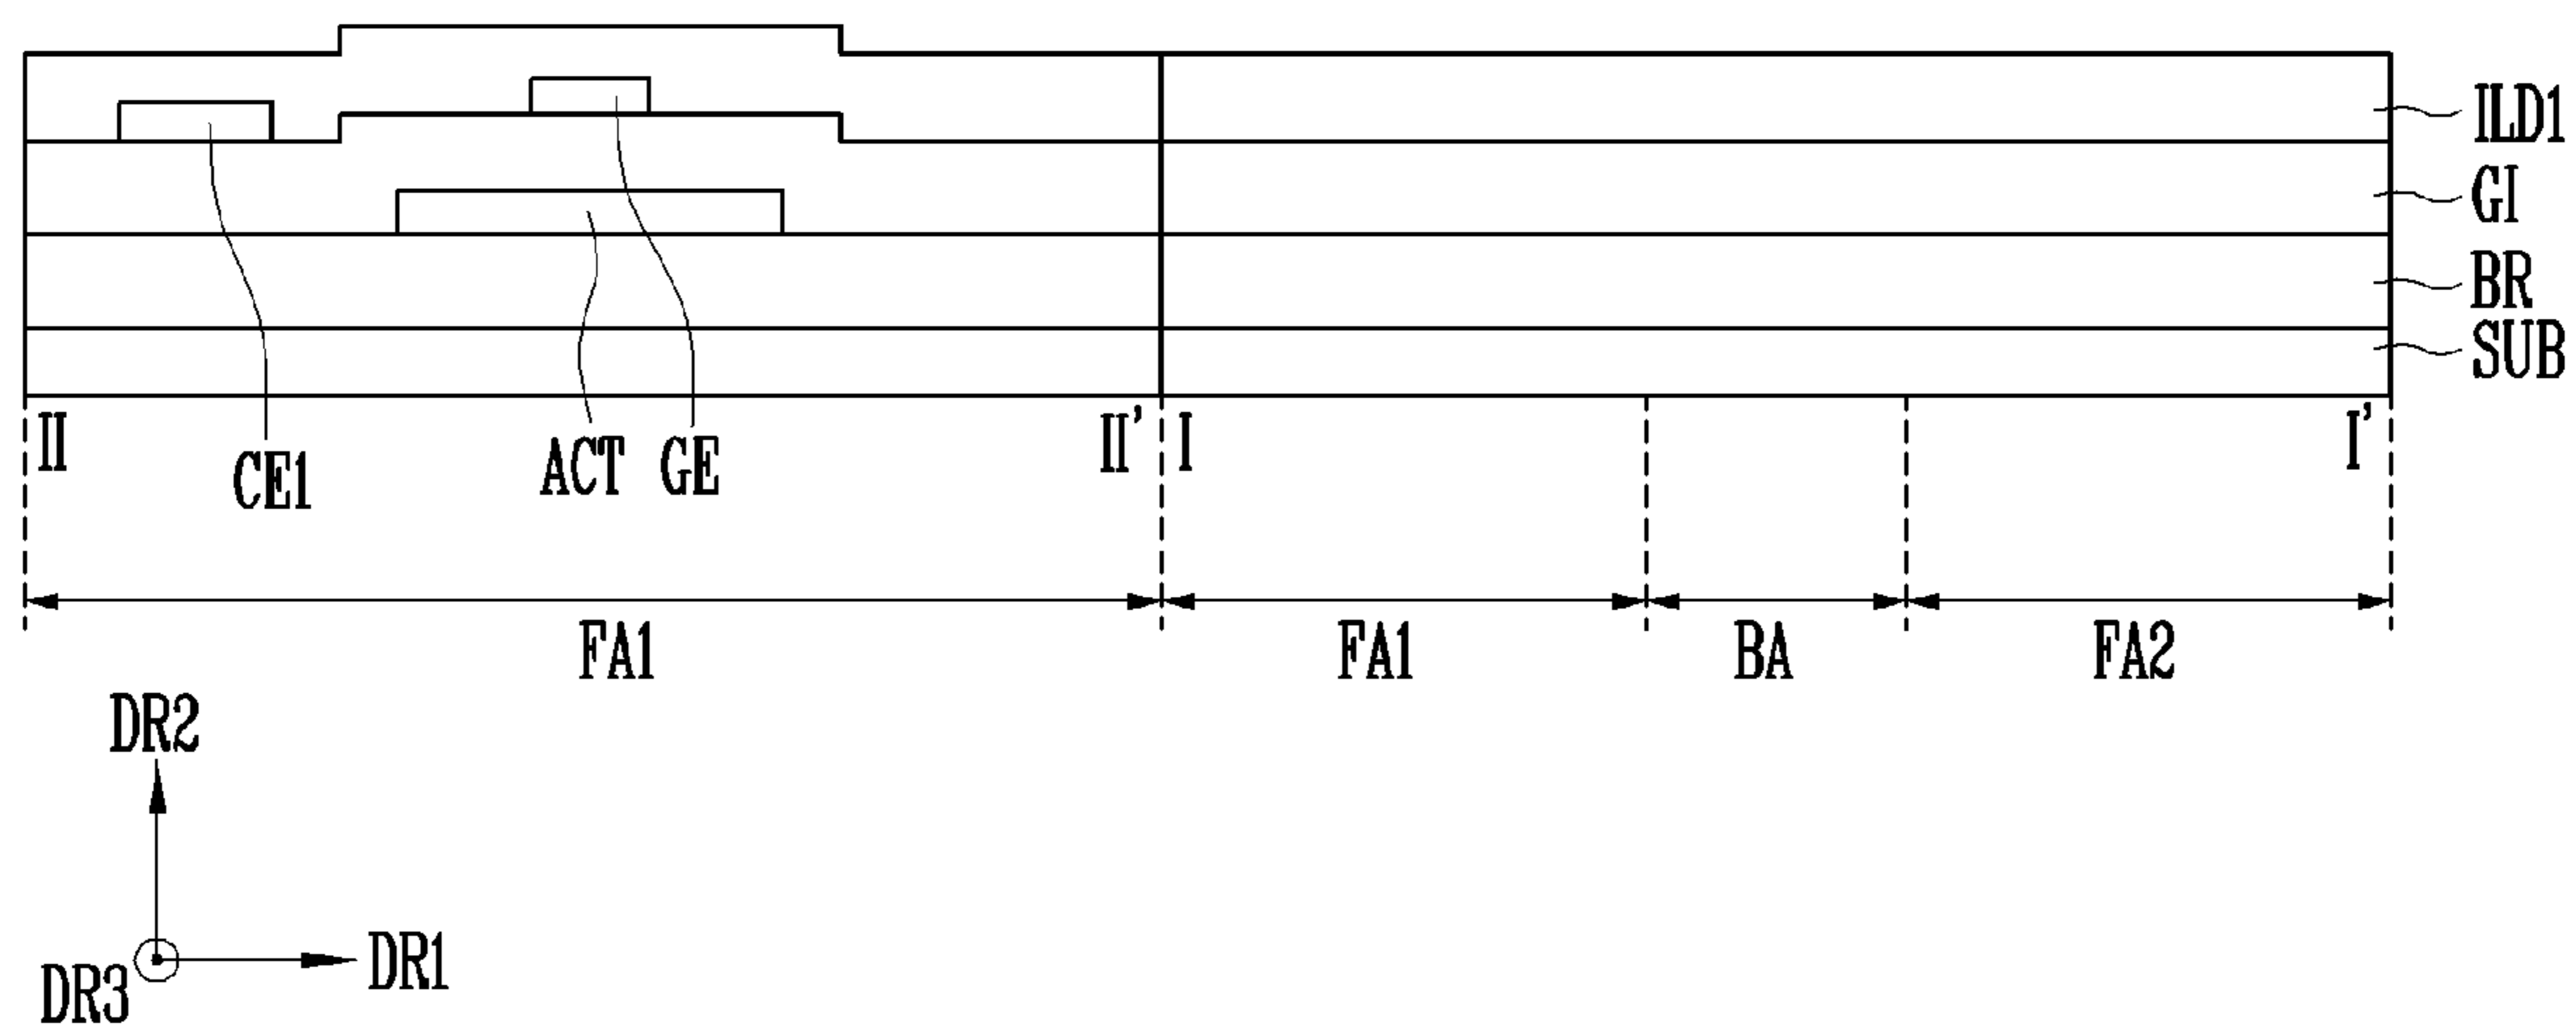 ILD1
GI
BR
SUB
II
II'
I
I'
CE1
ACT
GE
FA1
FA1
BA
FA2
DR2
DR3
DR1